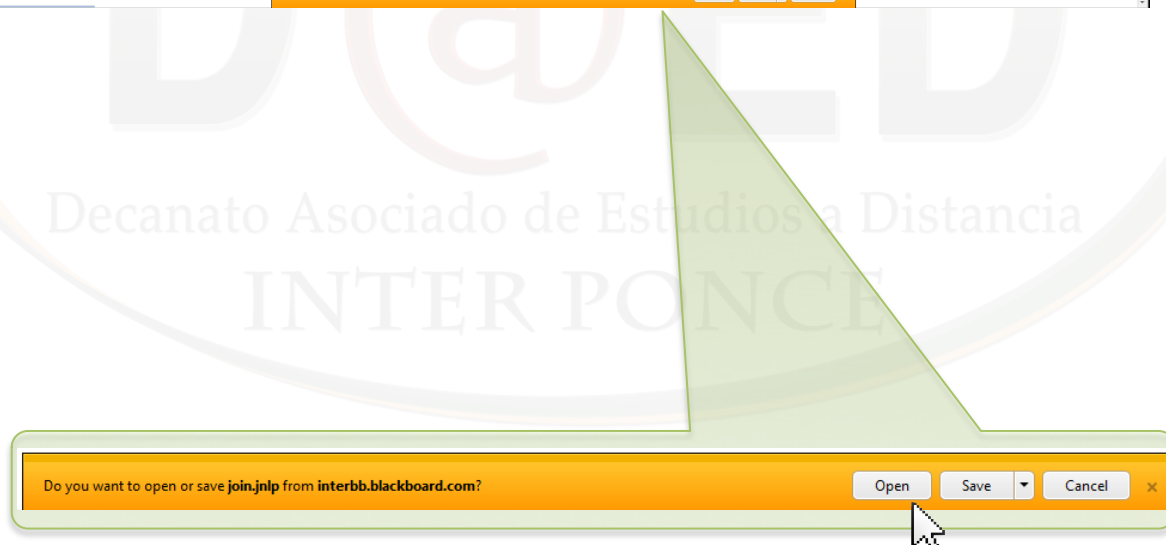 D@ED
Decanato Asociado de Estudios a Distancia
INTER PONCE
Do you want to open or save join.jnlp from interbb.blackboard.com?
Open
Save
Cancel